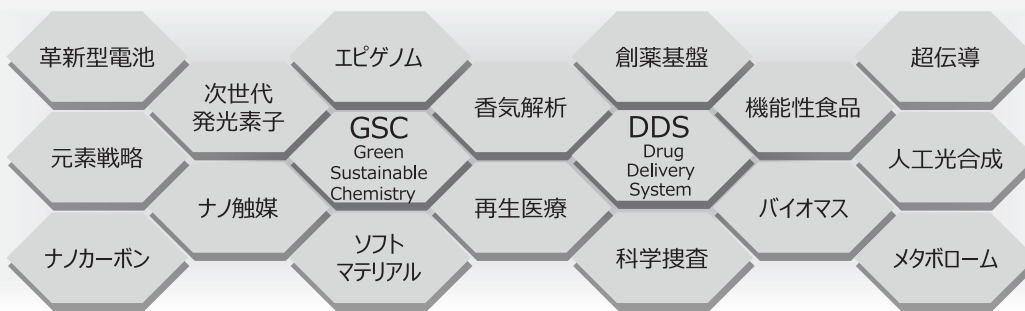 革新型電池
エピゲノム
創薬基盤
超伝導
次世代
発光素子
香気解析
機能性食品
元素戦略
GSC
Green
Sustainable
Chemistry
DDS
Drug
Delivery
System
人工光合成
ナノ触媒
再生医療
バイオマス
ナノカーボン
ソフト
マテリアル
科学捜査
メタボローム